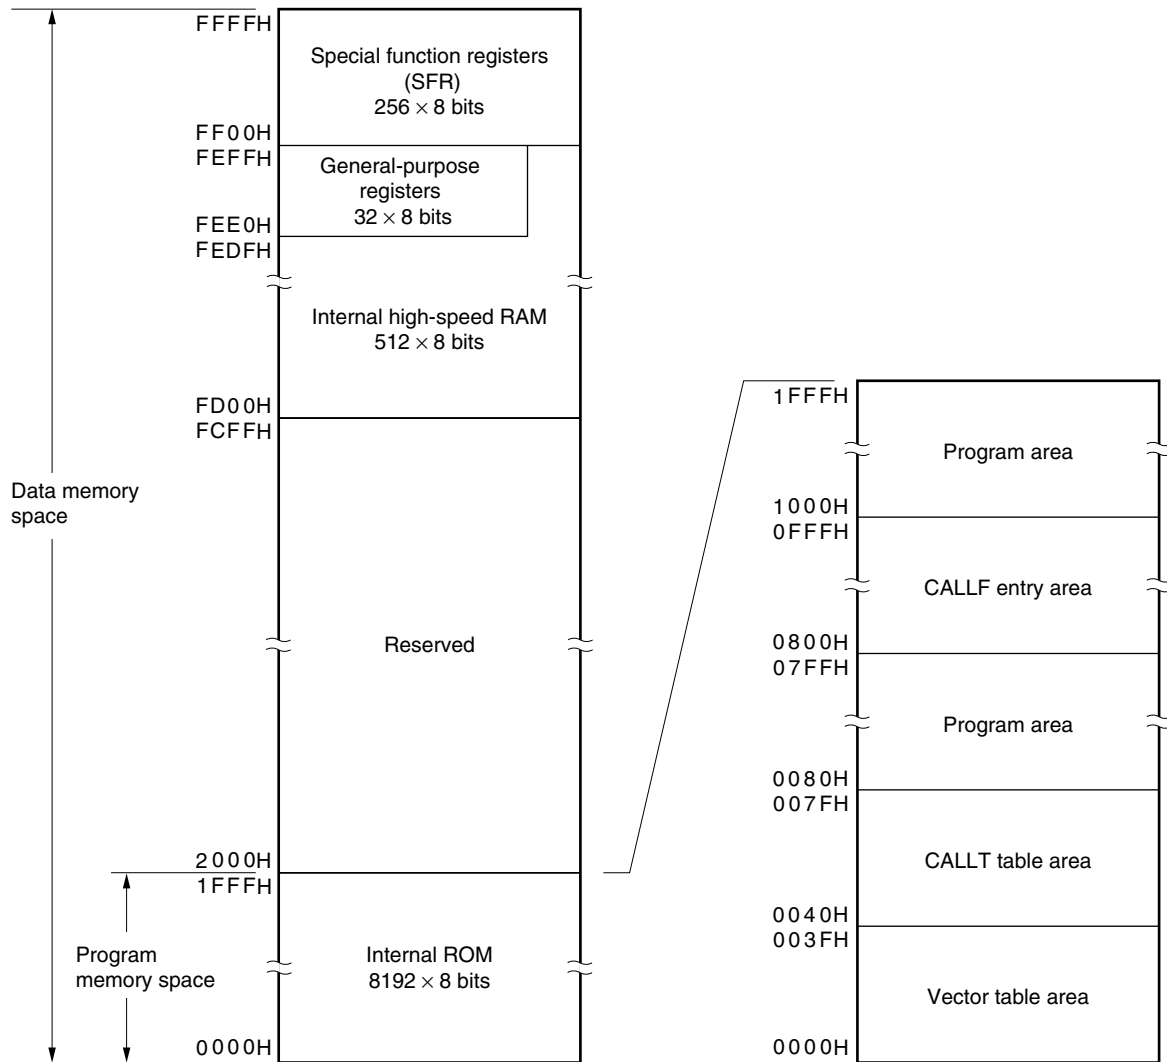 FFFFH
Special function registers
(SFR)
256 × 8 bits
FF00H
FEFFH
General-purpose
registers
32 × 8 bits
FEE0H
FEDFH
Internal high-speed RAM
512 × 8 bits
FD00H
FCFFH
Data memory
space
Reserved
2000H
1FFFH
Program
memory space
Internal ROM
8192 × 8 bits
0000H
1FFFH
Program area
1000H
0FFFH
CALLF entry area
0800H
07FFH
Program area
0080H
007FH
CALLT table area
0040H
003FH
Vector table area
0000H